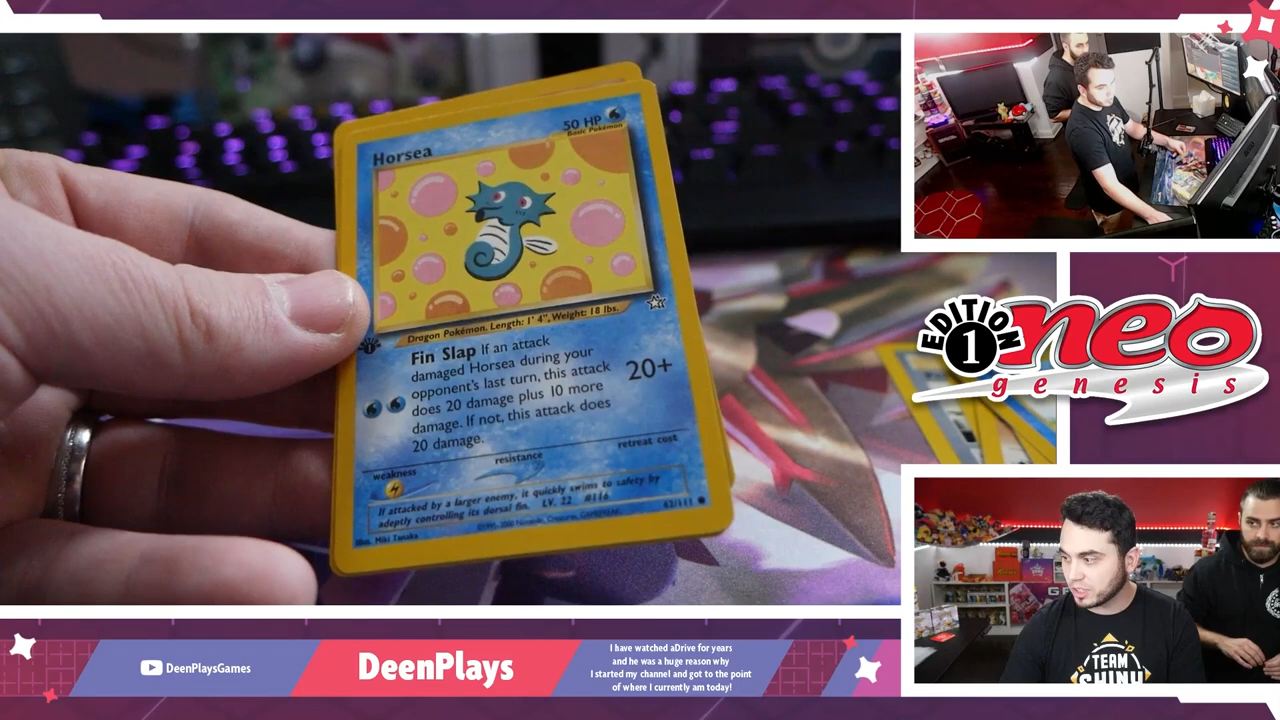 Horsea
50 HP
Basic Pokémon
Dragon Pokémon. Length: 1' 4", Weight: 18 lbs.
Fin Slap If an attack
damaged Horsea during your
opponent's last turn, this attack
does 20 damage plus 10 more
damage. If not, this attack does
20 damage.
20+
weakness
resistance
retreat cost
If attacked by a larger enemy, it quickly swims to safety by
adeptly controlling its dorsal fin. LV. 22 #116
Illus. Miki Tanaka
62/111
EDITION
1
neo
genesis
TEAM
SHINY
DeenPlaysGames
DeenPlays
I have watched aDrive for years
and he was a huge reason why
I started my channel and got to the point
of where I currently am today!